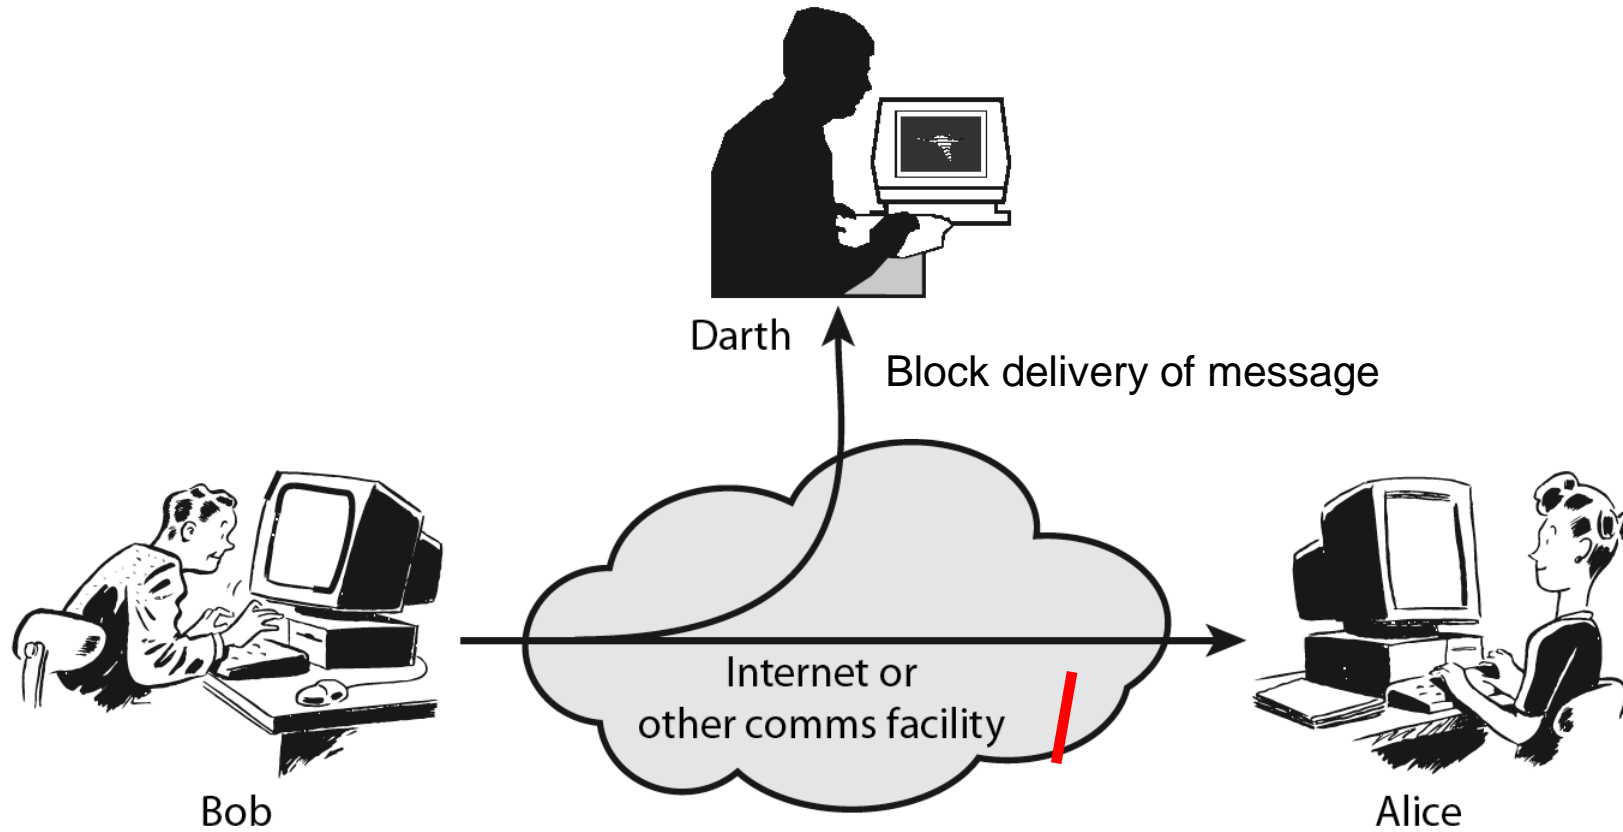 Darth
Block delivery of message
Internet or
other comms facility
Bob
Alice